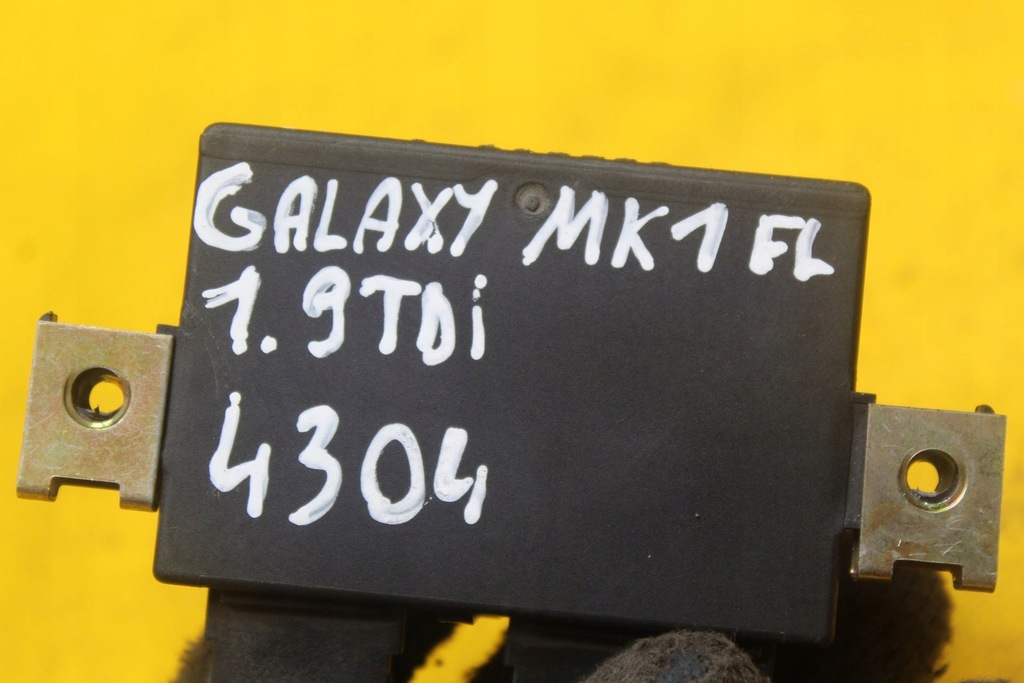 GALAXY MK1 FL
1.9TDi
4304